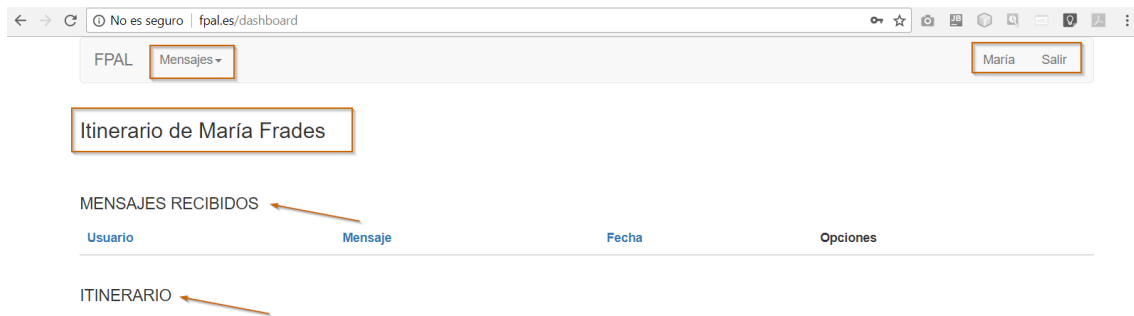 No es seguro | fpal.es/dashboard
FPAL Mensajes María Salir
Itinerario de María Frades
MENSAJES RECIBIDOS
Usuario Mensaje Fecha Opciones
ITINERARIO